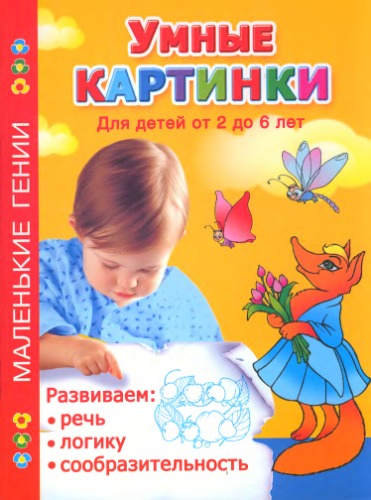 Умные
КАРТИНКИ
Для детей от 2 до 6 лет
МАЛЕНЬКИЕ ГЕНИИ
Развиваем:
• речь
• логику
• сообразительность